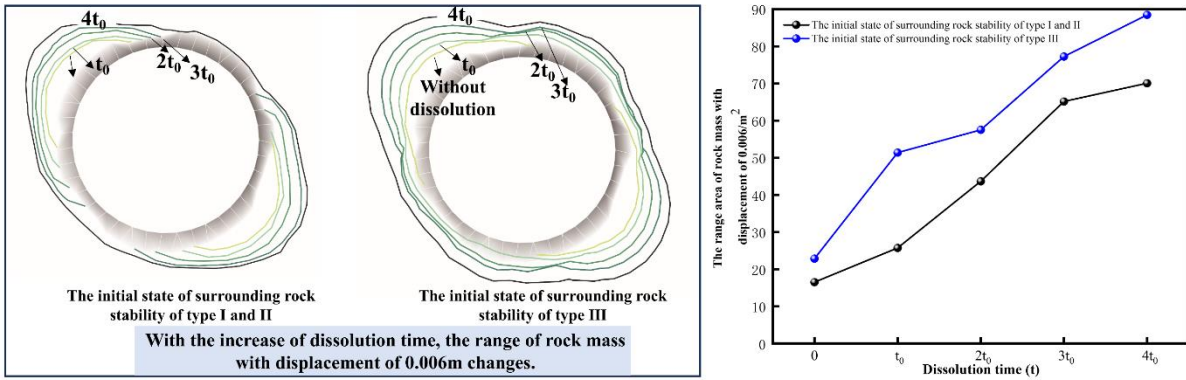 4t₀
t₀
2t₀
3t₀
The initial state of surrounding rock
stability of type I and II
4t₀
t₀
2t₀
3t₀
Without
dissolution
The initial state of surrounding rock
stability of type III
With the increase of dissolution time, the range of rock mass
with displacement of 0.006m changes.
The range area of rock mass with
displacement of 0.006/m²
90
80
70
60
50
40
30
20
10
0
The initial state of surrounding rock stability of type I and II
The initial state of surrounding rock stability of type III
0
t₀
2t₀
3t₀
4t₀
Dissolution time (t)